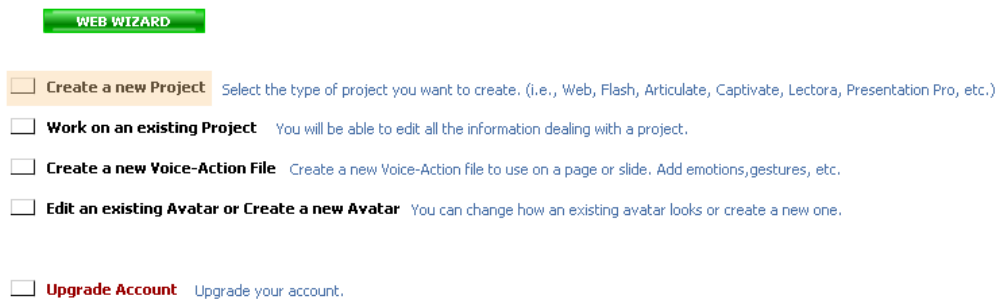 WEB WIZARD
Create a new Project Select the type of project you want to create. (i.e., Web, Flash, Articulate, Captivate, Lectora, Presentation Pro, etc.)
Work on an existing Project You will be able to edit all the information dealing with a project.
Create a new Voice-Action File Create a new Voice-Action file to use on a page or slide. Add emotions,gestures, etc.
Edit an existing Avatar or Create a new Avatar You can change how an existing avatar looks or create a new one.
Upgrade Account Upgrade your account.